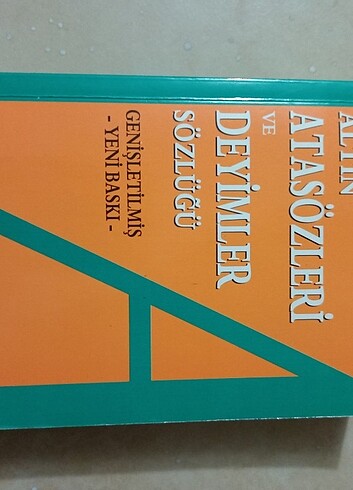 ALTIN
ATASÖZLERİ
VE
DEYİMLER
SÖZLÜĞÜ
GENİŞLETİLMİŞ
- YENİ BASKI -